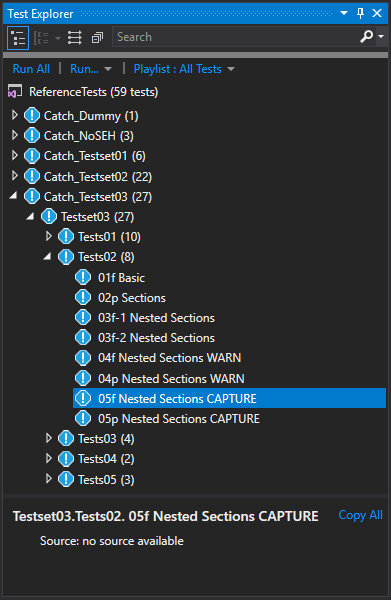 Test Explorer
Search
Run All | Run... | Playlist : All Tests
ReferenceTests (59 tests)
Catch_Dummy (1)
Catch_NoSEH (3)
Catch_Testset01 (6)
Catch_Testset02 (22)
Catch_Testset03 (27)
Testset03 (27)
Tests01 (10)
Tests02 (8)
01f Basic
02p Sections
03f-1 Nested Sections
03f-2 Nested Sections
04f Nested Sections WARN
04p Nested Sections WARN
05f Nested Sections CAPTURE
05p Nested Sections CAPTURE
Tests03 (4)
Tests04 (2)
Tests05 (3)
Testset03.Tests02. 05f Nested Sections CAPTURE Copy All
Source: no source available